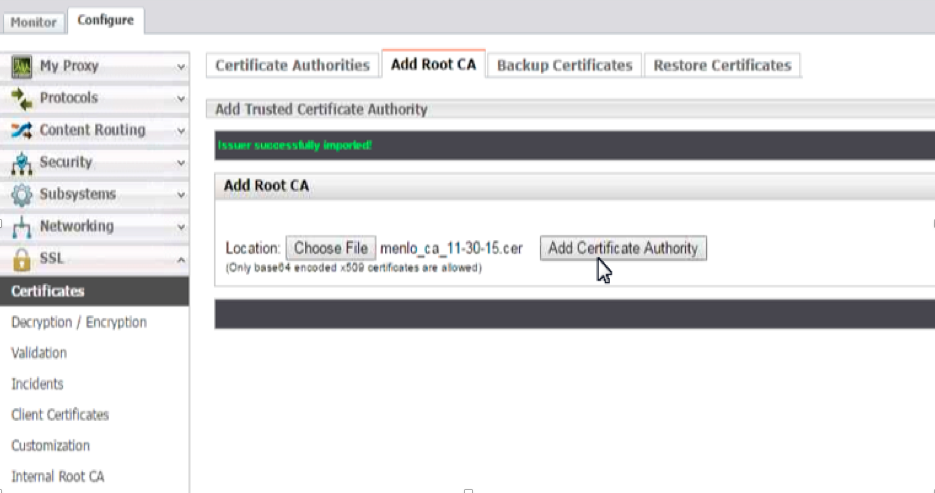 Monitor
Configure
My Proxy
Protocols
Content Routing
Security
Subsystems
Networking
SSL
Certificates
Decryption / Encryption
Validation
Incidents
Client Certificates
Customization
Internal Root CA
Certificate Authorities
Add Root CA
Backup Certificates
Restore Certificates
Add Trusted Certificate Authority
Issuer successfully imported!
Add Root CA
Location: Choose File menlo_ca_11-30-15.cer Add Certificate Authority
(Only base64 encoded x509 certificates are allowed)